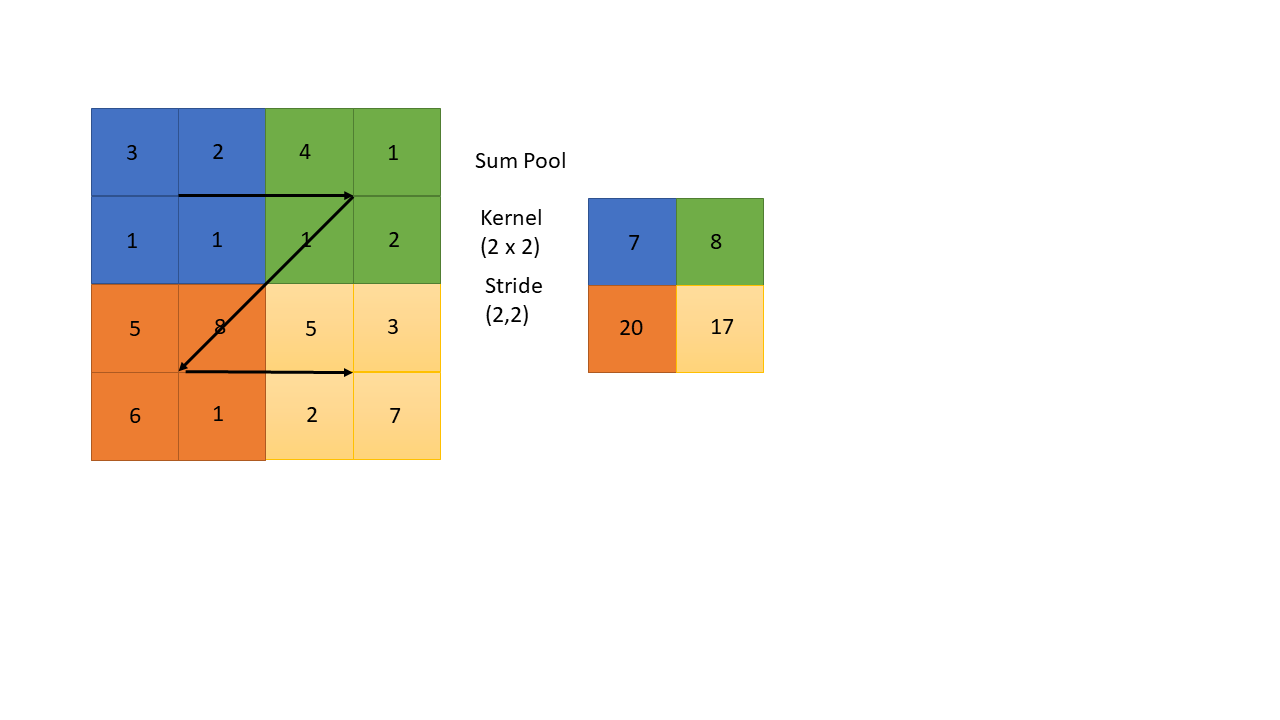 3 2 4 1
1 1 1 2
5 8 5 3
6 1 2 7
Sum Pool
Kernel
(2 x 2)
Stride
(2,2)
7 8
20 17